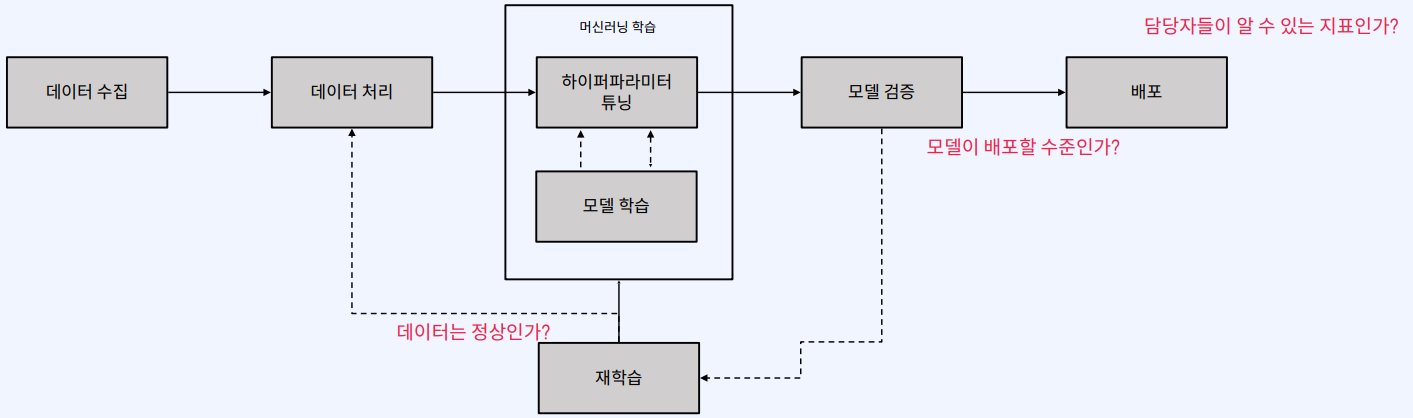 머신러닝 학습
담당자들이 알 수 있는 지표인가?
데이터 수집
데이터 처리
하이퍼파라미터
튜닝
모델 검증
배포
모델이 배포할 수준인가?
모델 학습
데이터는 정상인가?
재학습